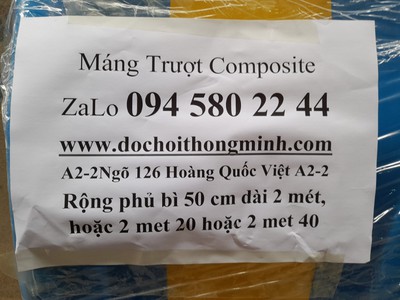 Máng Trượt Composite
ZaLo 094 580 22 44
www.dochoithongminh.com
A2-2Ngõ 126 Hoàng Quốc Việt A2-2
Rộng phủ bì 50 cm dài 2 mét,
hoặc 2 met 20 hoặc 2 met 40